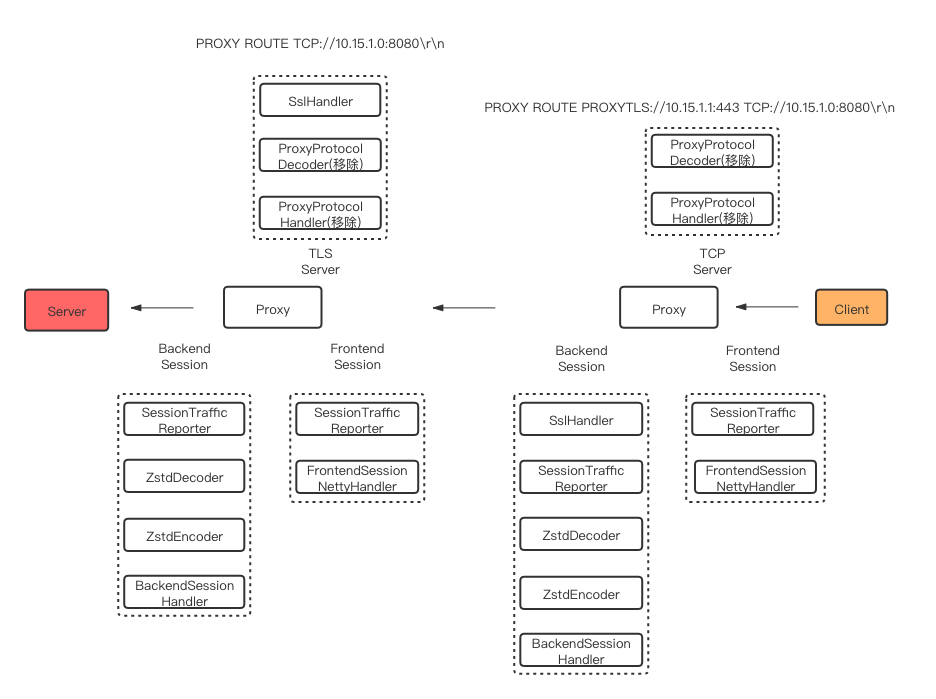 PROXY ROUTE TCP://10.15.1.0:8080\r\n
SslHandler
ProxyProtocol
Decoder(移除)
ProxyProtocol
Handler(移除)
TLS
Server
PROXY ROUTE PROXYTLS://10.15.1.1:443 TCP://10.15.1.0:8080\r\n
ProxyProtocol
Decoder(移除)
ProxyProtocol
Handler(移除)
TCP
Server
Server
Proxy
Proxy
Client
Backend
Session
Frontend
Session
Backend
Session
Frontend
Session
SessionTraffic
Reporter
ZstdDecoder
ZstdEncoder
BackendSession
Handler
SessionTraffic
Reporter
FrontendSession
NettyHandler
SslHandler
SessionTraffic
Reporter
ZstdDecoder
ZstdEncoder
BackendSession
Handler
SessionTraffic
Reporter
FrontendSession
NettyHandler